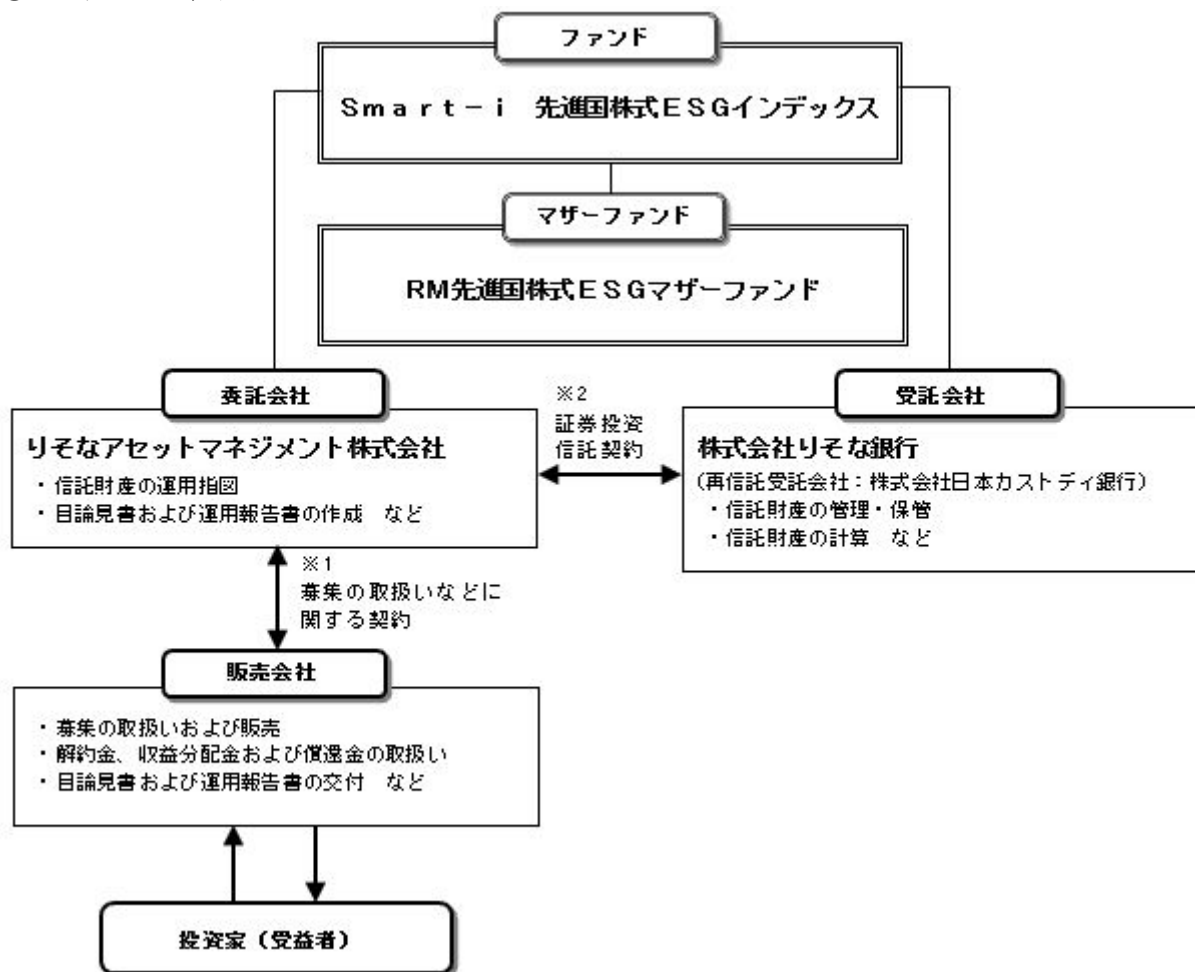 ファンド
Ｓｍａｒｔ－ｉ　先進国株式ＥＳＧインデックス
マザーファンド
RM先進国株式ＥＳＧマザーファンド
委託会社
りそなアセットマネジメント株式会社
・信託財産の運用指図
・目論見書および運用報告書の作成　など
※2
証券投資
信託契約
受託会社
株式会社りそな銀行
(再信託受託会社：株式会社日本カストディ銀行)
・信託財産の管理・保管
・信託財産の計算　など
※1
募集の取扱いなどに
関する契約
販売会社
・募集の取扱いおよび販売
・解約金、収益分配金および償還金の取扱い
・目論見書および運用報告書の交付　など
投資家（受益者）